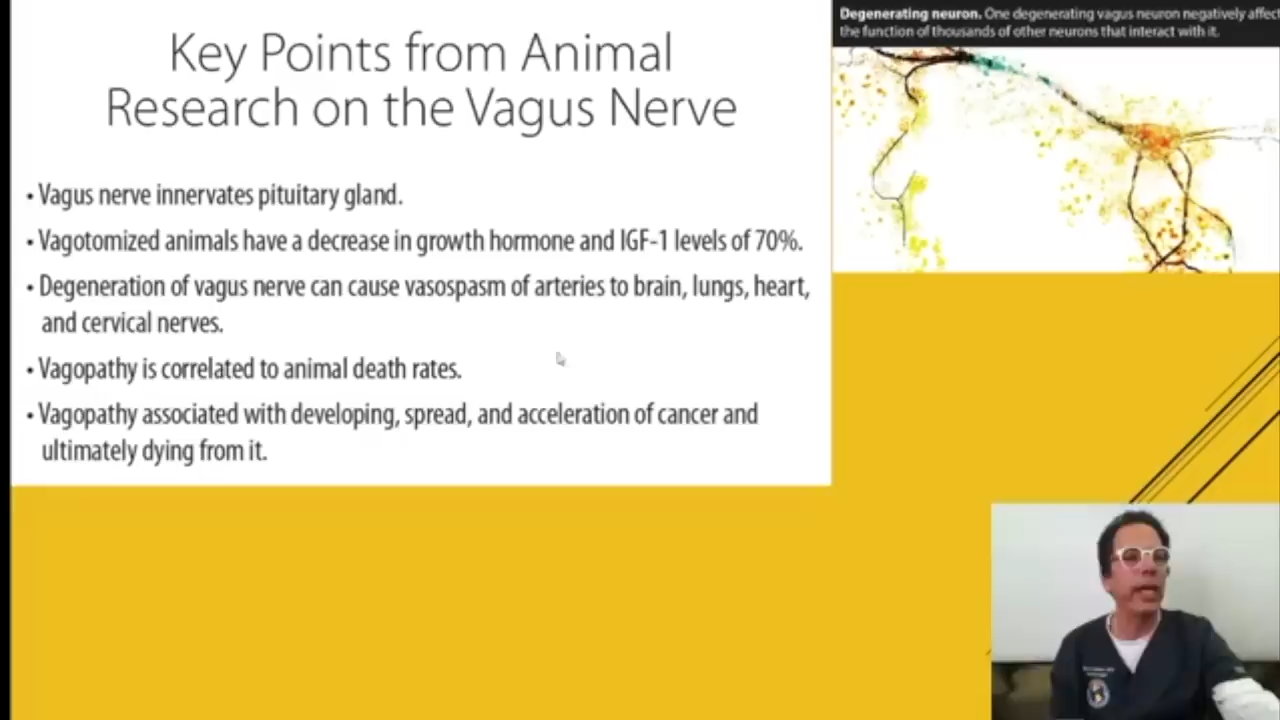 Key Points from Animal
Research on the Vagus Nerve
• Vagus nerve innervates pituitary gland.
• Vagotomized animals have a decrease in growth hormone and IGF-1 levels of 70%.
• Degeneration of vagus nerve can cause vasospasm of arteries to brain, lungs, heart,
and cervical nerves.
• Vagopathy is correlated to animal death rates.
• Vagopathy associated with developing, spread, and acceleration of cancer and
ultimately dying from it.
Degenerating neuron. One degenerating vagus neuron negatively affect
the function of thousands of other neurons that interact with it.